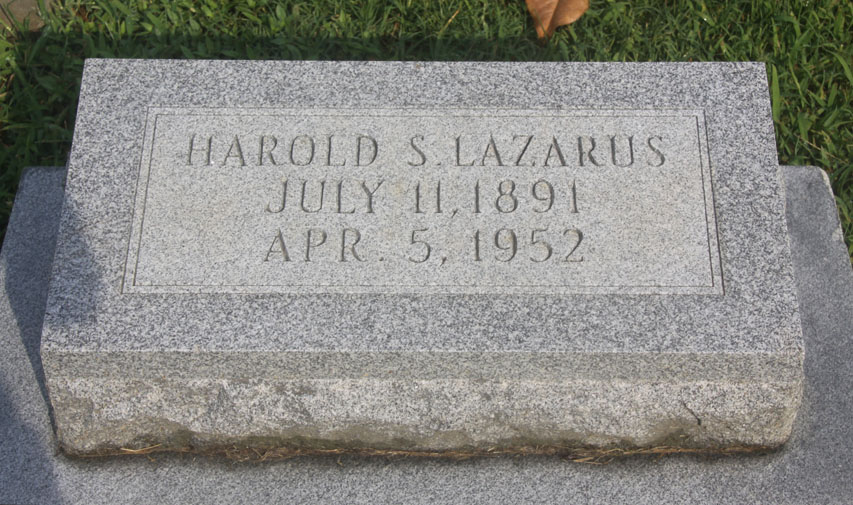 HAROLD S. LAZARUS
JULY 11, 1891
APR. 5, 1952